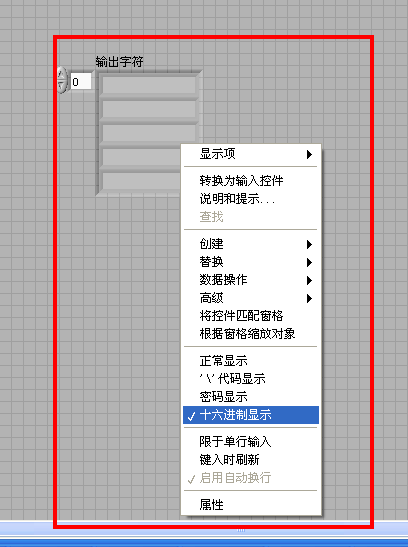 输出字符
0
显示项
转换为输入控件
说明和提示...
查找
创建
替换
数据操作
高级
将控件匹配窗格
根据窗格缩放对象
正常显示
'\'代码显示
密码显示
十六进制显示
限于单行输入
键入时刷新
启用自动换行
属性